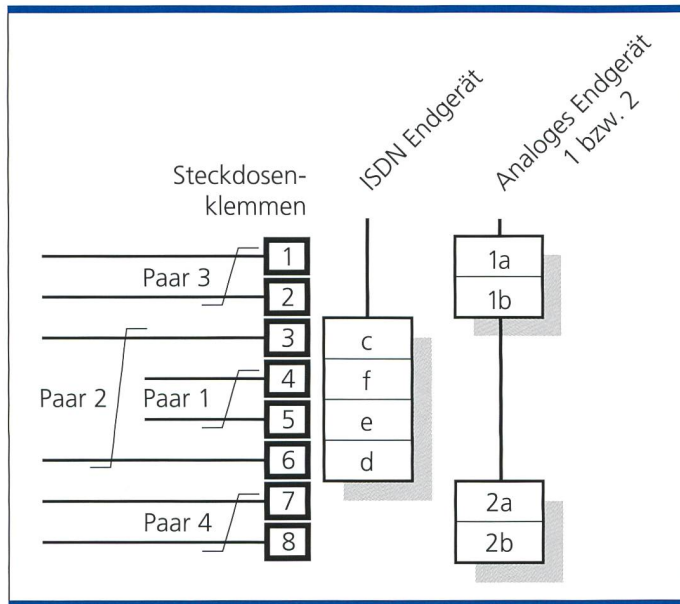 ISDN Endgerät
Analoges Endgerät
1 bzw. 2
Steckdosen-
klemmen
1
1a
Paar 3
2
1b
3
c
4
f
Paar 2
Paar 1
5
e
6
d
7
2a
Paar 4
8
2b